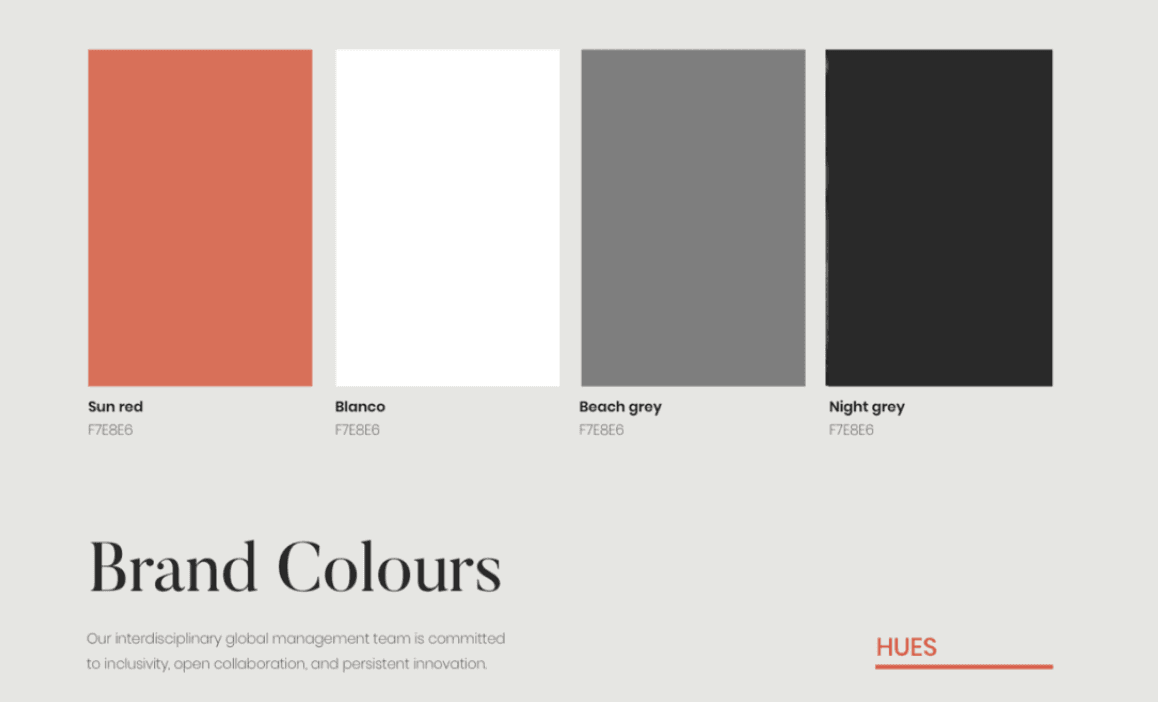 Sun red
F7E8E6
Blanco
F7E8E6
Beach grey
F7E8E6
Night grey
F7E8E6
Brand Colours
Our interdisciplinary global management team is committed
to inclusivity, open collaboration, and persistent innovation.
HUES